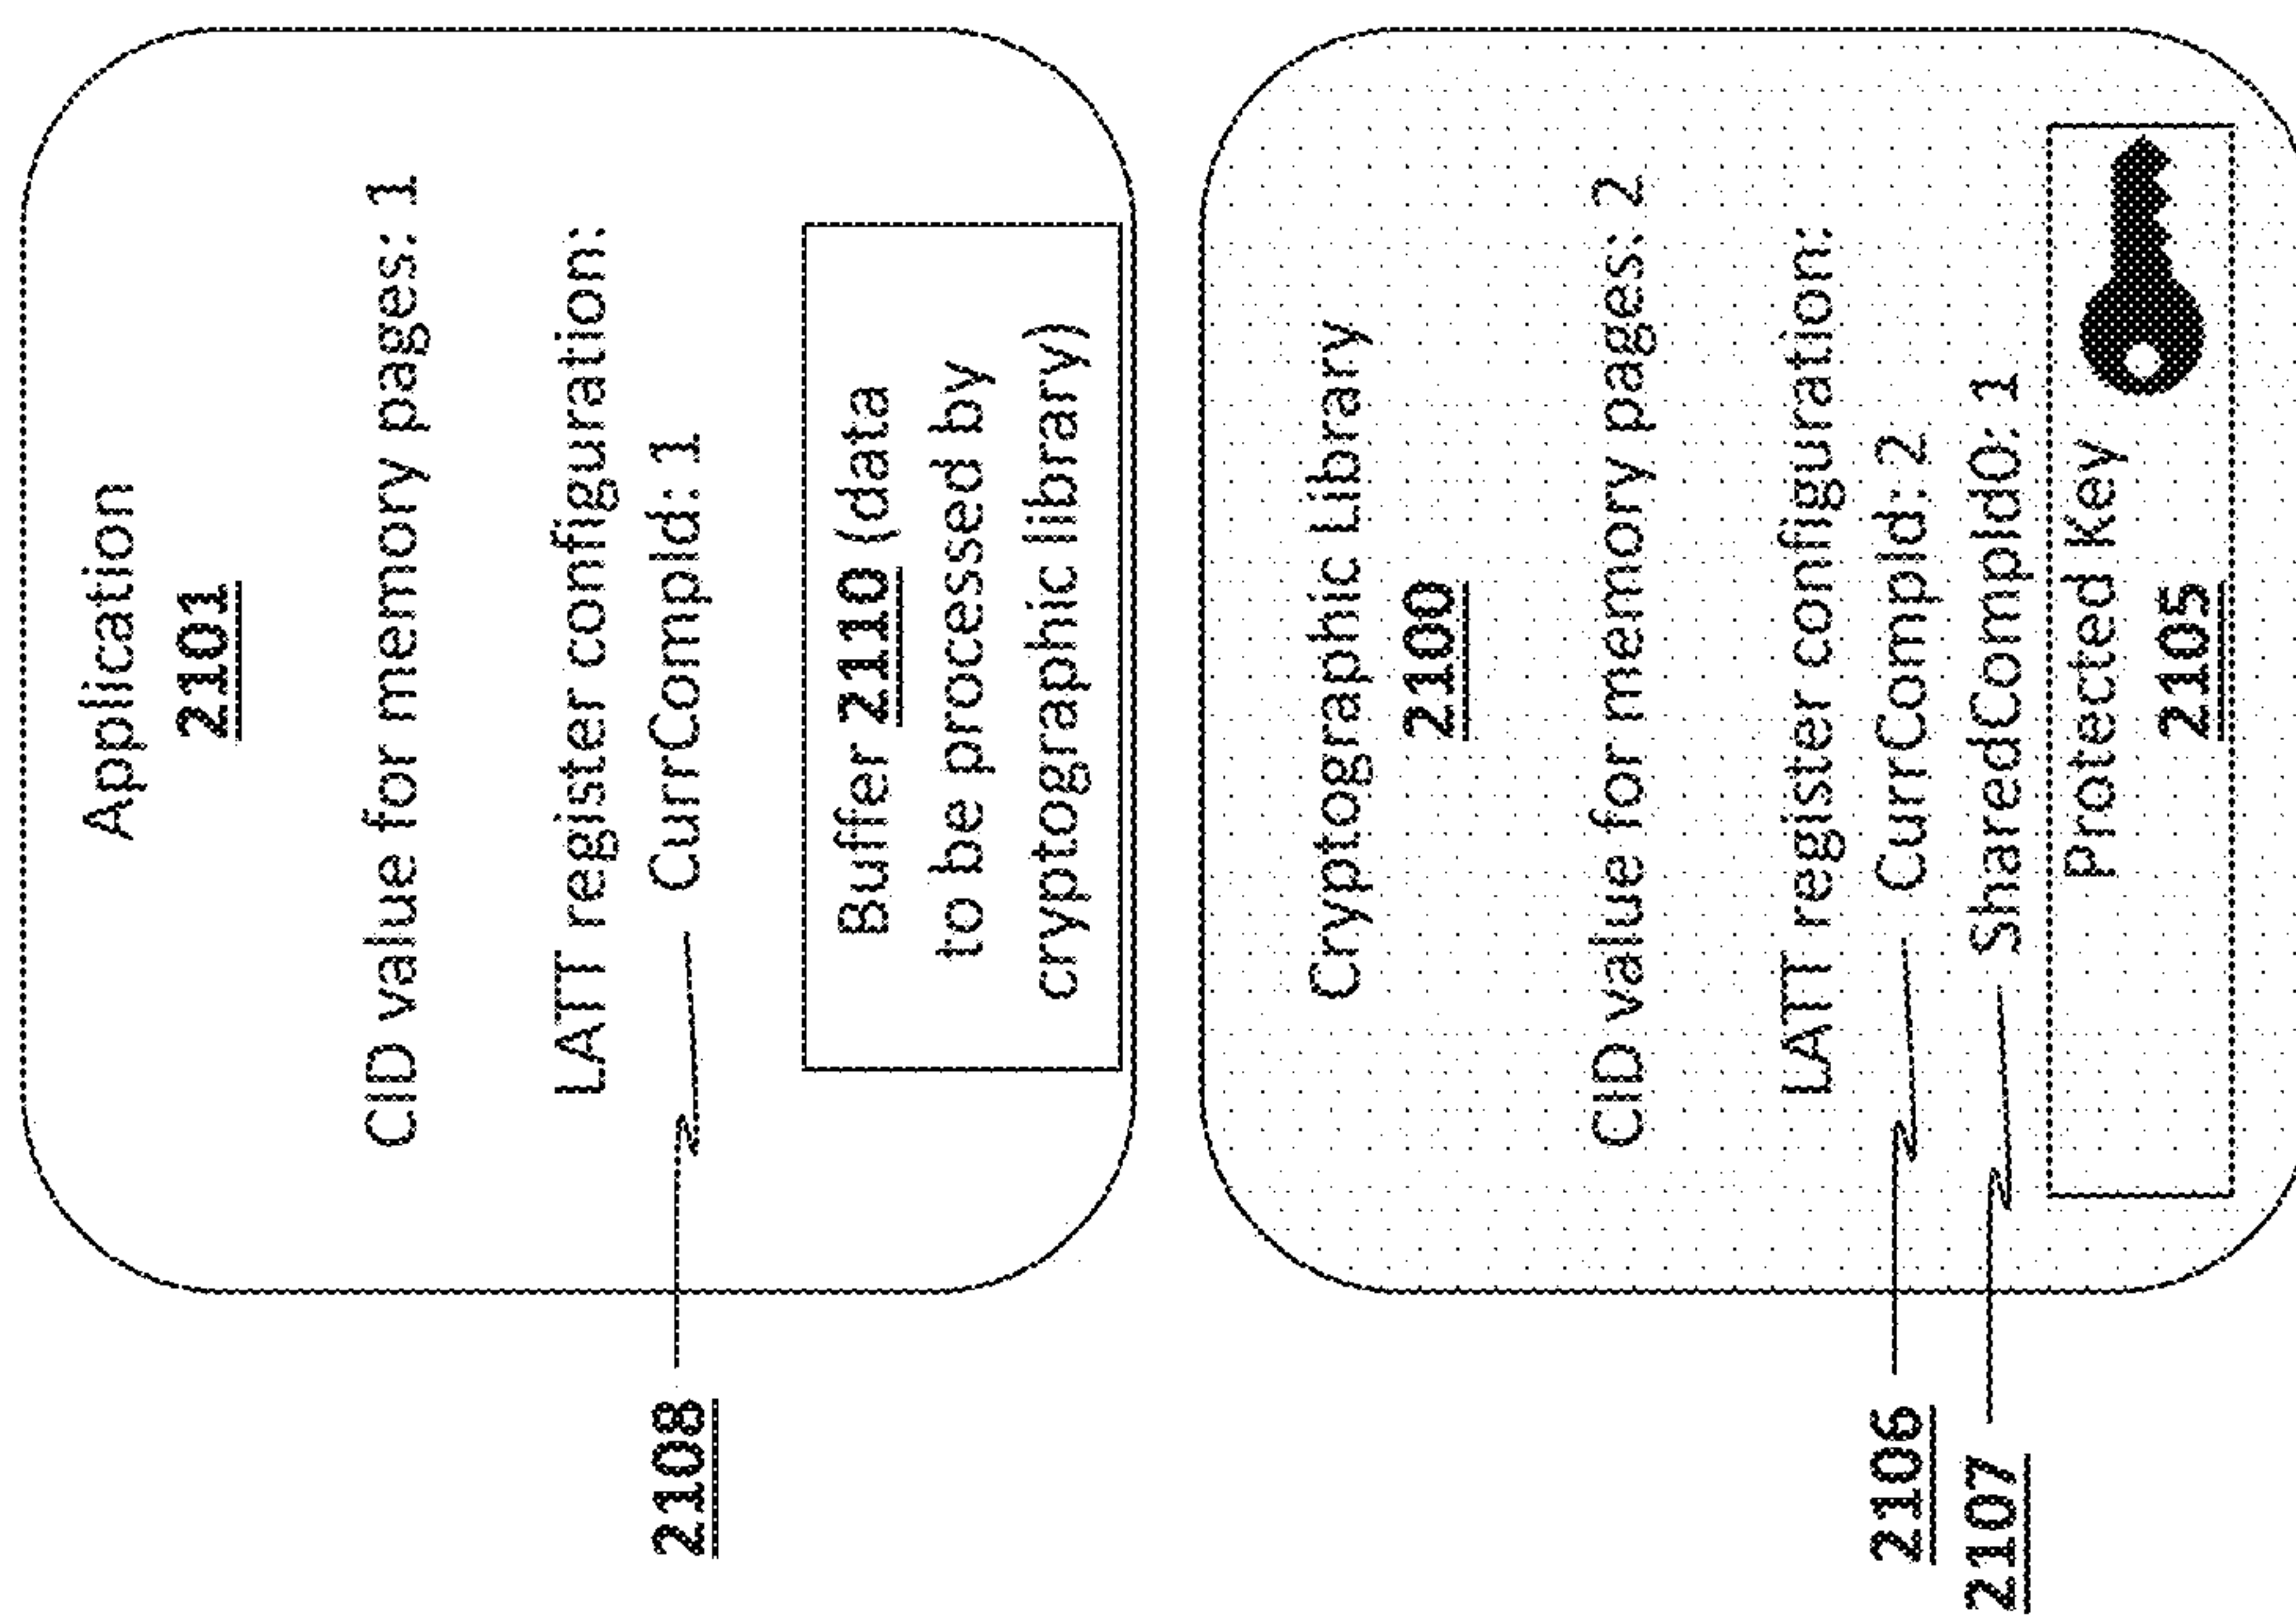 Application
2101
CID value for memory pages: 1
LATT register configuration:
CurrCompId: 1
2108
Buffer 2110 (data
to be processed by
cryptographic library)
Cryptographic Library
2100
CID value for memory pages: 2
LATT register configuration:
CurrCompId: 2
2106
SharedCompId0: 1
2107
Protected Key
2105